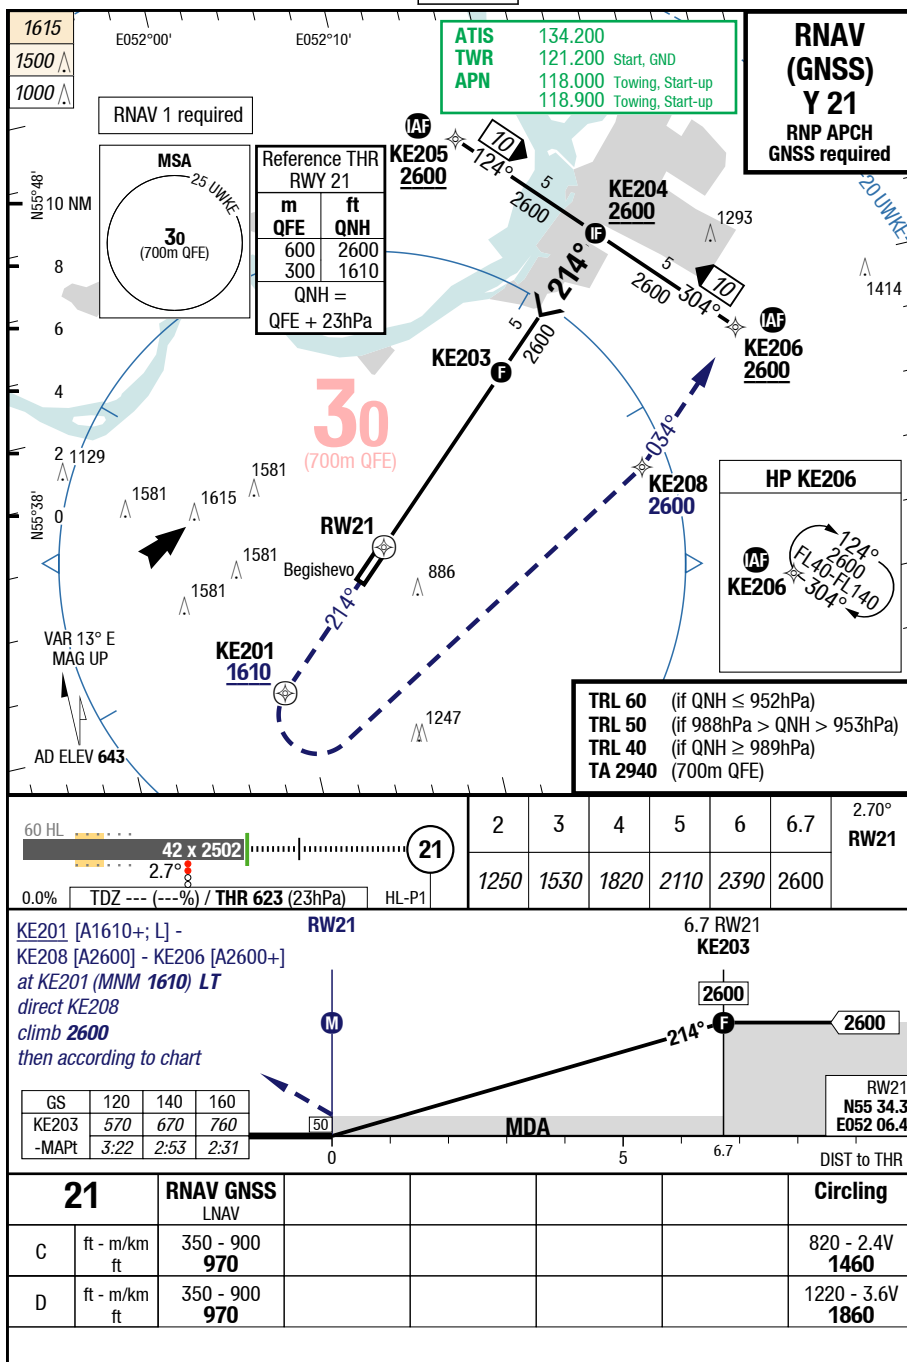 1615
1500
1000
E052°00'
E052°10'
ATIS 134.200
TWR 121.200 Start, GND
APN 118.000 Towing, Start-up
118.900 Towing, Start-up
RNAV
(GNSS)
Y 21
RNP APCH
GNSS required
RNAV 1 required
MSA
25 UWKE
30
(700m QFE)
Reference THR
RWY 21
m ft
QFE QNH
600 2600
300 1610
QNH =
QFE + 23hPa
IAF
KE205
2600
10
124°
5
2600
KE204
2600
IF
1293
20 UWKE
1414
5
2600
304°
10
IAF
KE206
2600
N55°48'
10 NM
8
6
4
2
0
N55°38'
214°
5
2600
KE203
F
30
(700m QFE)
1129
1581
1615
1581
1581
1581
034°
KE208
2600
RW21
Begishevo
886
214°
KE201
1610
1247
HP KE206
IAF
KE206
124°
2600
FL40-FL140
304°
VAR 13° E
MAG UP
AD ELEV 643
TRL 60 (if QNH ≤ 952hPa)
TRL 50 (if 988hPa > QNH > 953hPa)
TRL 40 (if QNH ≥ 989hPa)
TA 2940 (700m QFE)
60 HL
42 x 2502
21
2.7°
0.0%
TDZ --- (---%) / THR 623 (23hPa)
HL-P1
2 3 4 5 6 6.7 2.70°
RW21
1250 1530 1820 2110 2390 2600
KE201 [A1610+; L] -
KE208 [A2600] - KE206 [A2600+]
at KE201 (MNM 1610) LT
direct KE208
climb 2600
then according to chart
RW21
M
6.7 RW21
KE203
2600
F
214°
2600
GS 120 140 160
KE203 570 670 760
-MAPt 3:22 2:53 2:31
50
MDA
RW21
N55 34.3
E052 06.4
0
5
6.7
DIST to THR
21 RNAV GNSS Circling
LNAV
C ft - m/km 350 - 900 820 - 2.4V
ft 970 1460
D ft - m/km 350 - 900 1220 - 3.6V
ft 970 1860